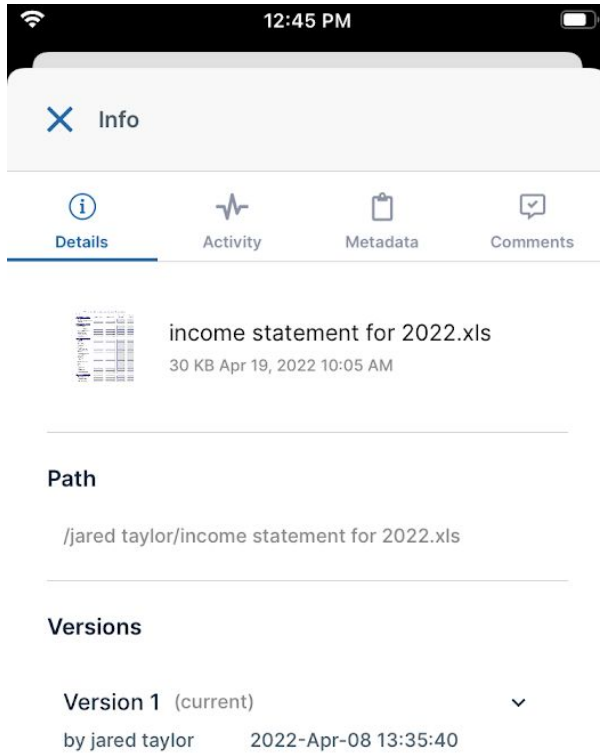 12:45 PM
Info
Details Activity Metadata Comments
income statement for 2022.xls
30 KB Apr 19, 2022 10:05 AM
Path
/jared taylor/income statement for 2022.xls
Versions
Version 1 (current)
by jared taylor 2022-Apr-08 13:35:40